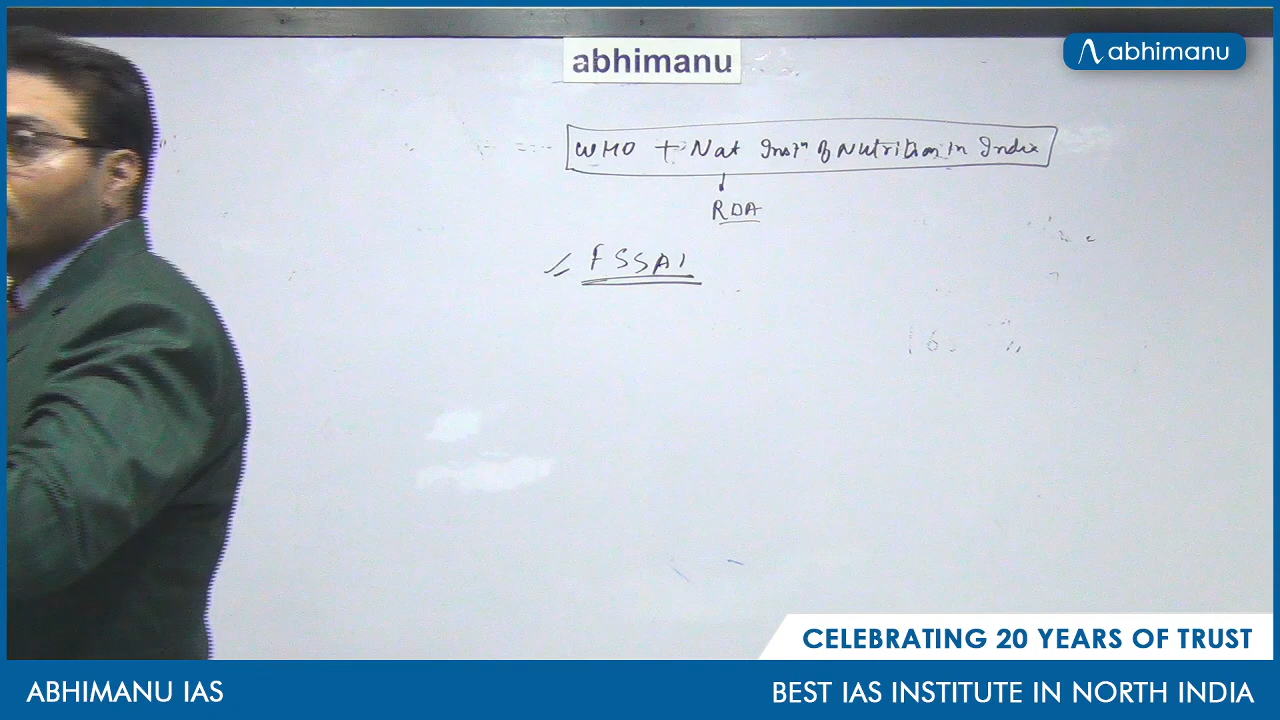 abhimanu
abhimanu
WHO + Nat Instn of Nutrition in India
RDA
FSSAI
CELEBRATING 20 YEARS OF TRUST
ABHIMANU IAS
BEST IAS INSTITUTE IN NORTH INDIA